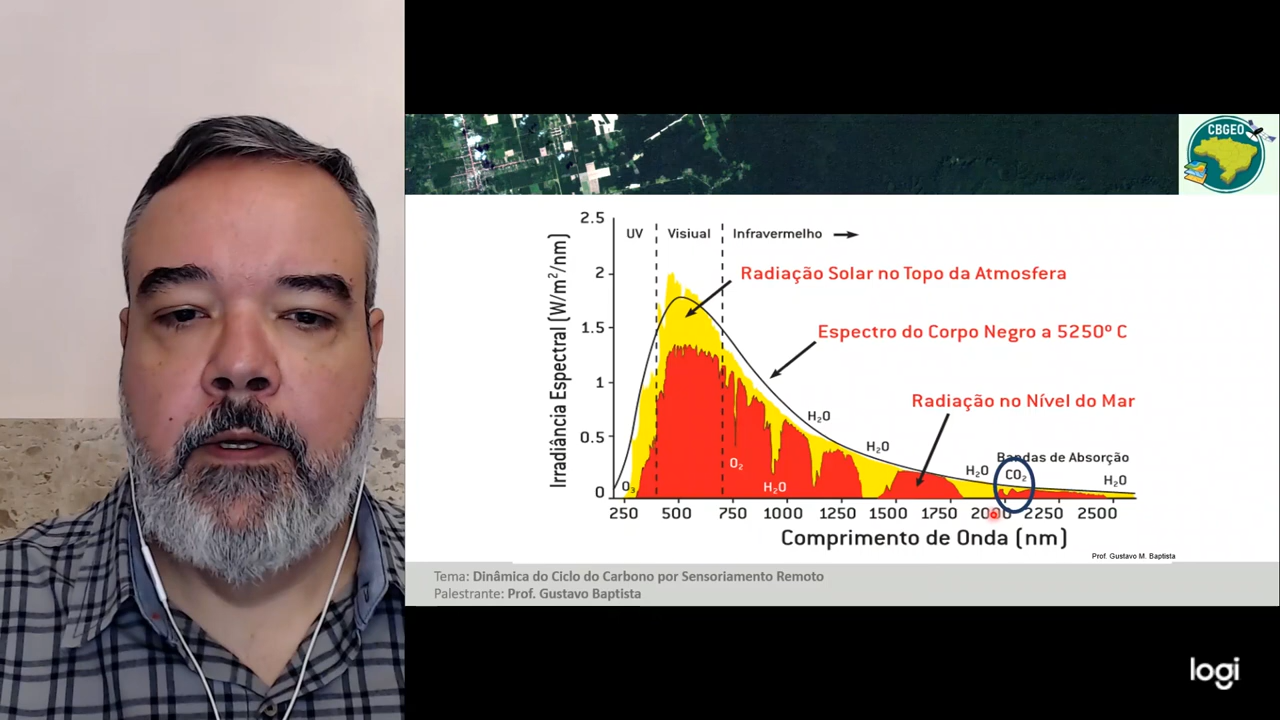 CBGEO
2.5
UV
Visiual
Infravermelho
2
Radiação Solar no Topo da Atmosfera
1.5
Espectro do Corpo Negro a 5250º C
1
Radiação no Nível do Mar
H₂O
0.5
H₂O
Bandas de Absorção
O₂
H₂O
CO₂
H₂O
O₃
H₂O
0
250 500 750 1000 1250 1500 1750 2000 2250 2500
Irradiância Espectral (W/m²/nm)
Comprimento de Onda (nm)
Prof. Gustavo M. Baptista
Tema: Dinâmica do Ciclo do Carbono por Sensoriamento Remoto
Palestrante: Prof. Gustavo Baptista
logi